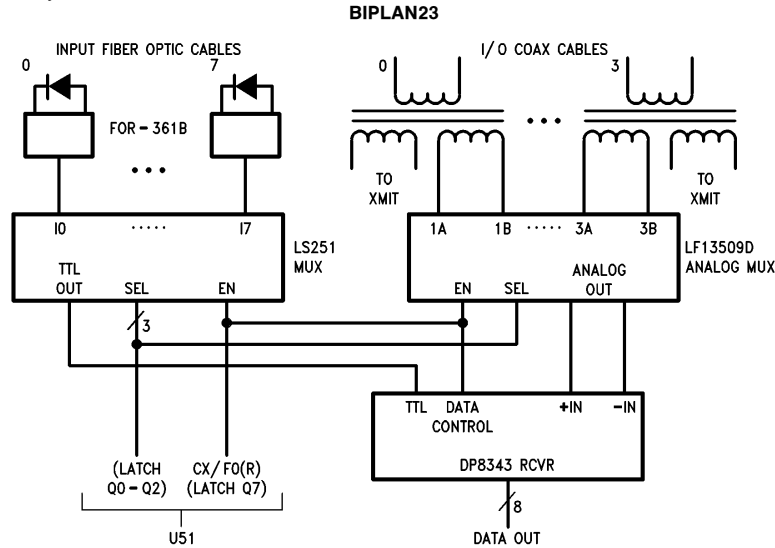 BIPLAN23
INPUT FIBER OPTIC CABLES
I/O COAX CABLES
0
7
0
3
FOR-361B
TO
XMIT
TO
XMIT
I0 ..... I7
1A 1B ..... 3A 3B
LS251
MUX
LF13509D
ANALOG MUX
TTL
OUT
SEL
EN
EN
SEL
ANALOG
OUT
3
TTL
DATA
CONTROL
+IN
-IN
DP8343 RCVR
(LATCH
Q0-Q2)
CX/FO(R)
(LATCH Q7)
8
U51
DATA OUT